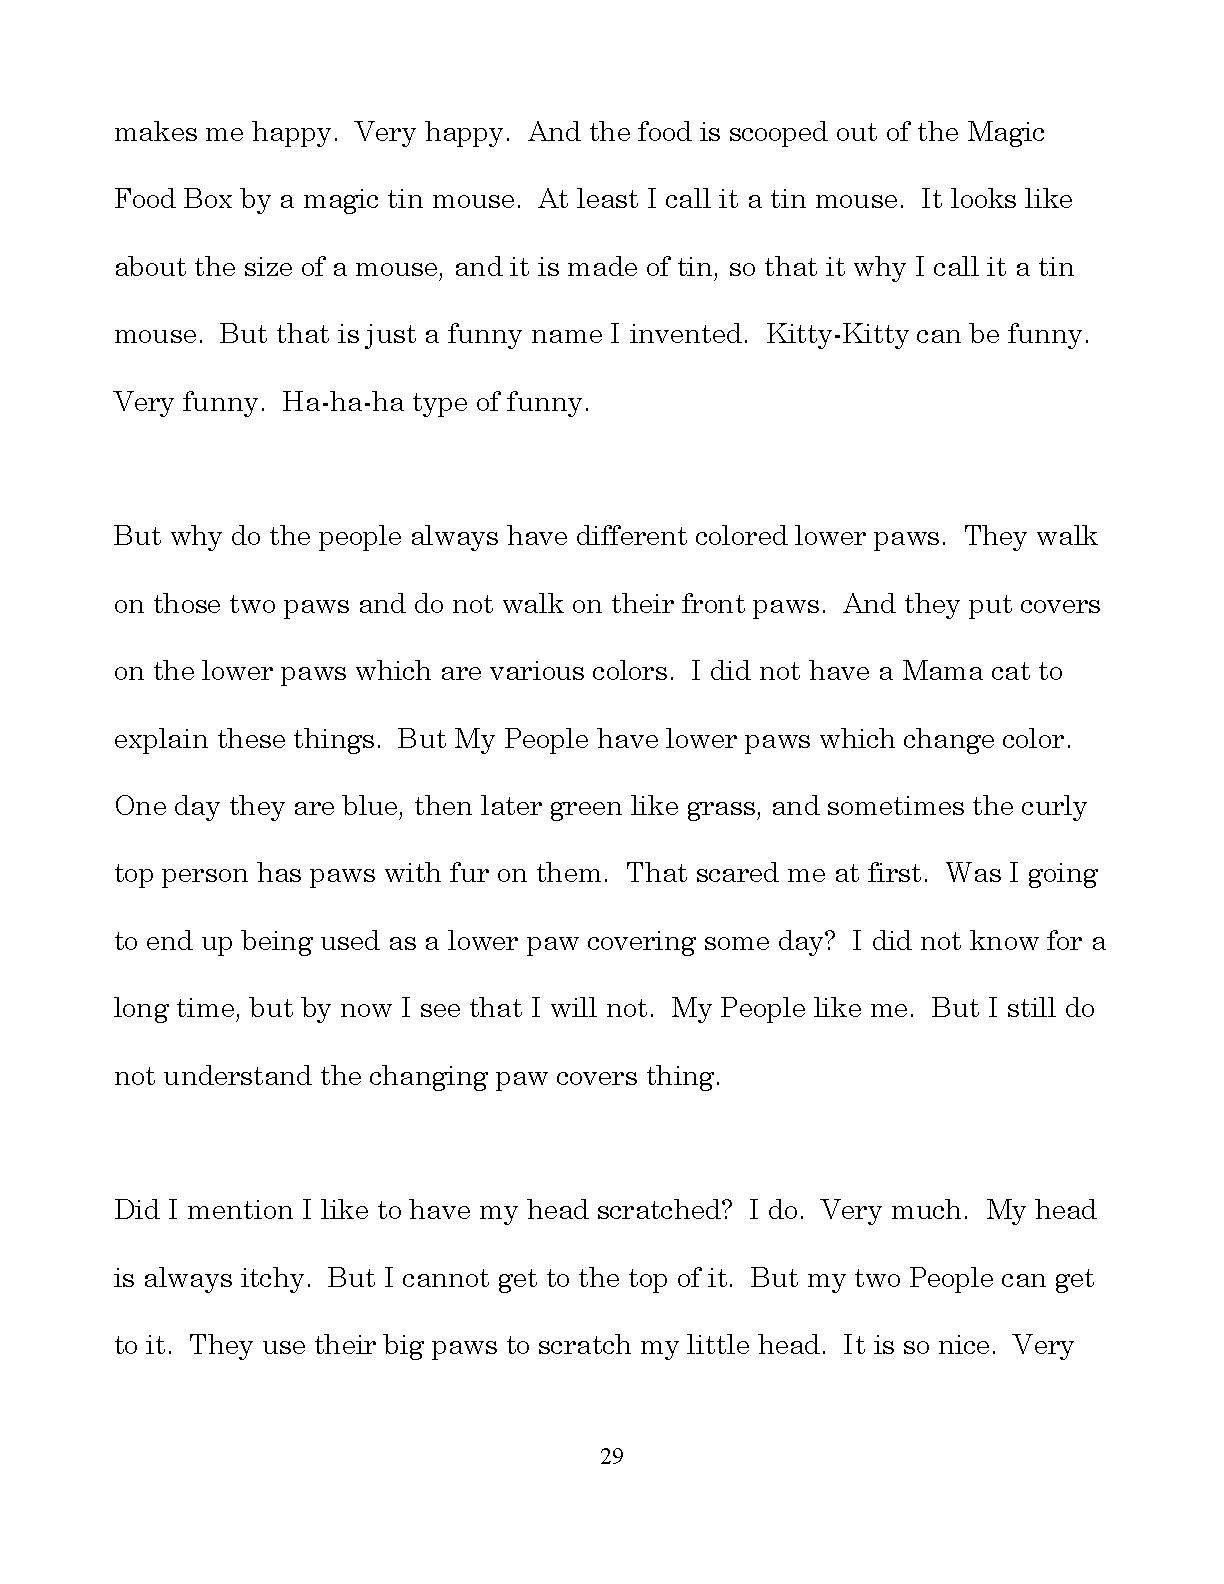 makes me happy.  Very happy.  And the food is scooped out of the Magic
Food Box by a magic tin mouse.  At least I call it a tin mouse.  It looks like
about the size of a mouse, and it is made of tin, so that it why I call it a tin
mouse.  But that is just a funny name I invented.  Kitty-Kitty can be funny.
Very funny.  Ha-ha-ha type of funny.
But why do the people always have different colored lower paws.  They walk
on those two paws and do not walk on their front paws.  And they put covers
on the lower paws which are various colors.  I did not have a Mama cat to
explain these things.  But My People have lower paws which change color.
One day they are blue, then later green like grass, and sometimes the curly
top person has paws with fur on them.  That scared me at first.  Was I going
to end up being used as a lower paw covering some day?  I did not know for a
long time, but by now I see that I will not.  My People like me.  But I still do
not understand the changing paw covers thing.
Did I mention I like to have my head scratched?  I do.  Very much.  My head
is always itchy.  But I cannot get to the top of it.  But my two People can get
to it.  They use their big paws to scratch my little head.  It is so nice.  Very
29